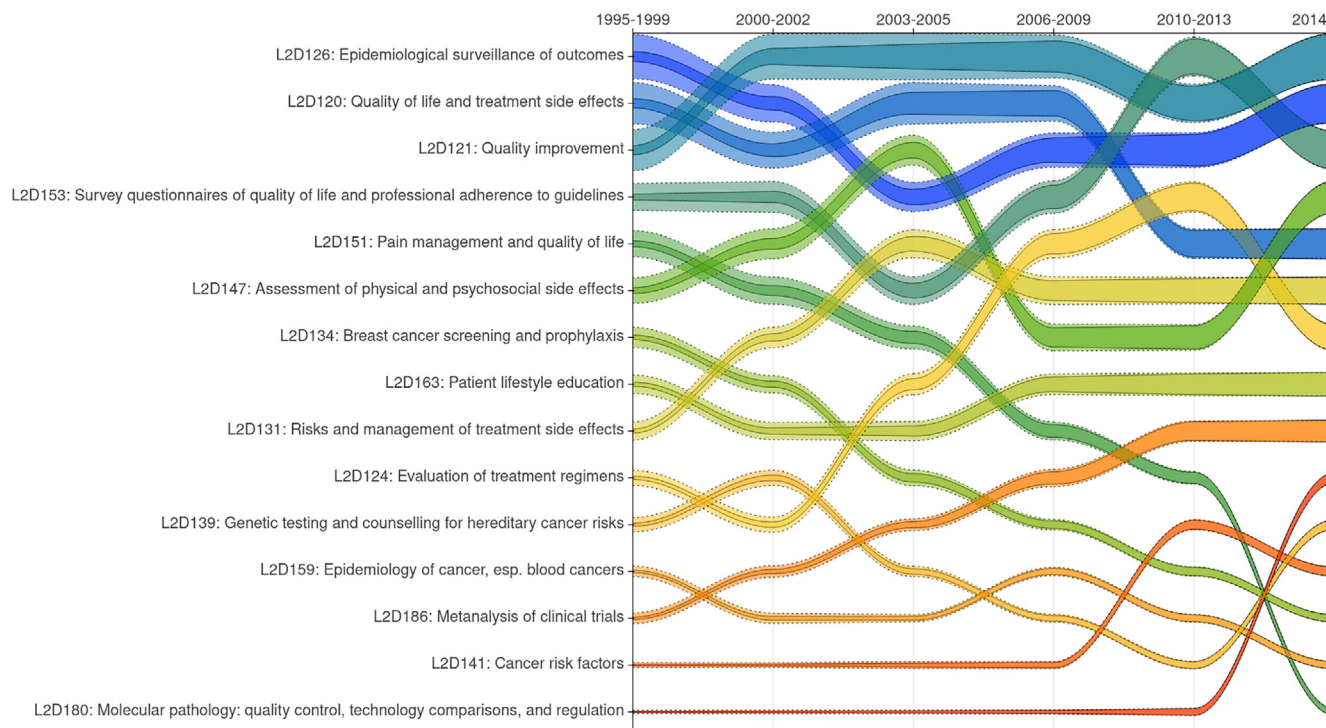 1995-1999 2000-2002 2003-2005 2006-2009 2010-2013 2014
L2D126: Epidemiological surveillance of outcomes
L2D120: Quality of life and treatment side effects
L2D121: Quality improvement
L2D153: Survey questionnaires of quality of life and professional adherence to guidelines
L2D151: Pain management and quality of life
L2D147: Assessment of physical and psychosocial side effects
L2D134: Breast cancer screening and prophylaxis
L2D163: Patient lifestyle education
L2D131: Risks and management of treatment side effects
L2D124: Evaluation of treatment regimens
L2D139: Genetic testing and counselling for hereditary cancer risks
L2D159: Epidemiology of cancer, esp. blood cancers
L2D186: Metanalysis of clinical trials
L2D141: Cancer risk factors
L2D180: Molecular pathology: quality control, technology comparisons, and regulation